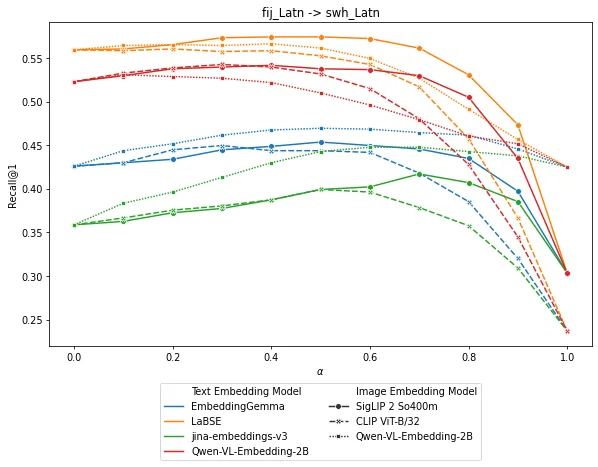 fij_Latn -> swh_Latn
Recall@1
0.55
0.50
0.45
0.40
0.35
0.30
0.25
0.0
0.2
0.4
0.6
0.8
1.0
α
Text Embedding Model
EmbeddingGemma
LaBSE
jina-embeddings-v3
Qwen-VL-Embedding-2B
Image Embedding Model
SigLIP 2 So400m
CLIP ViT-B/32
Qwen-VL-Embedding-2B